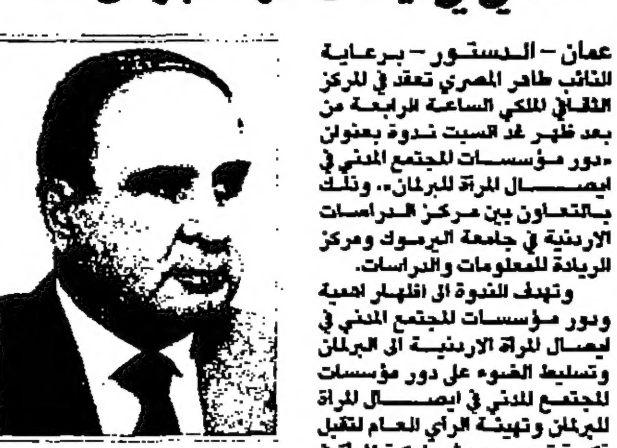 عمان – الدستور – برعاية
النائب طاهر المصري تعقد في المركز
الثقافي الملكي الساعة الرابعة من
بعد ظهر غد السبت ندوة بعنوان
«دور مؤسسات المجتمع المدني في
ايصال المرأة للبرلمان».. وذلك
بالتعاون بين مركز الدراسات
الاردنية في جامعة اليرموك ومركز
الريادة للمعلومات والدراسات.
وتهدف الندوة الى اظهار اهمية
ودور مؤسسات المجتمع المدني في
ايصال المرأة الاردنية الى البرلمان
وتسليط الضوء على دور مؤسسات
المجتمع المدني في ايصال المرأة
للبرلمان وتهيئة الرأي العام لتقبل